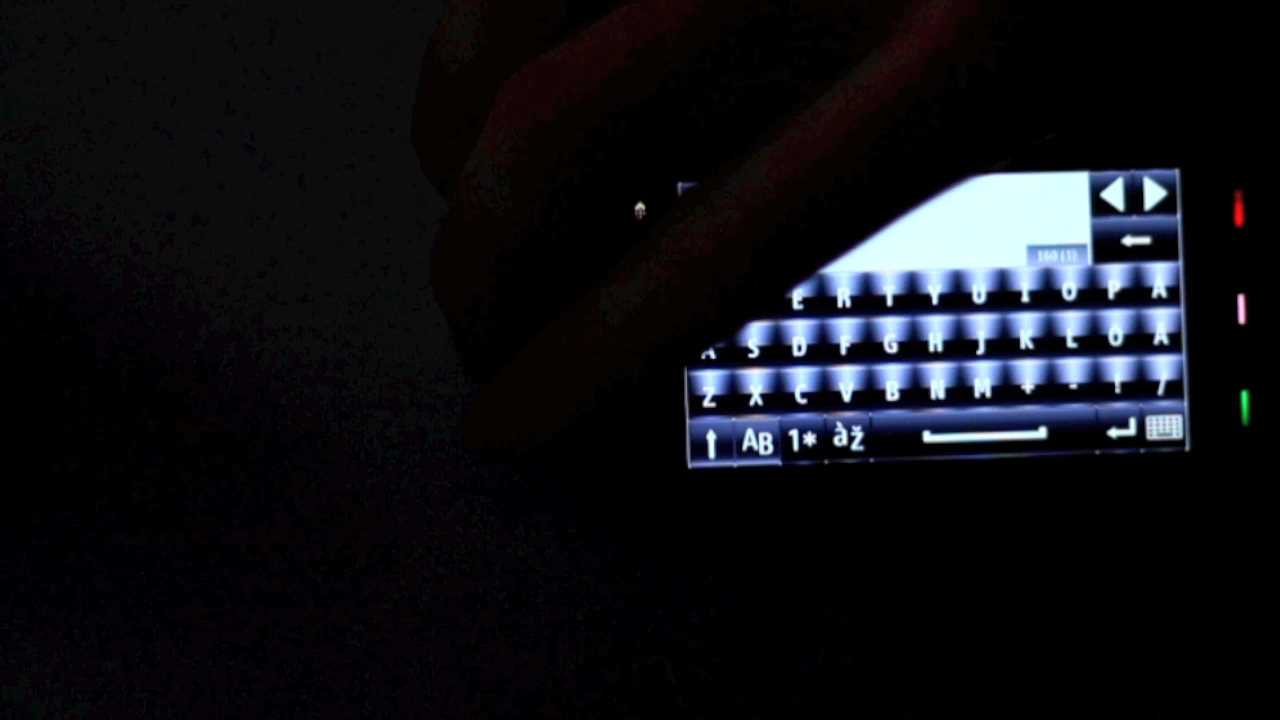 160(1)
E R T Y U I O P Å
A S D F G H J K L Ö Ä
Z X C V B N M + - ! /
AB 1* àž